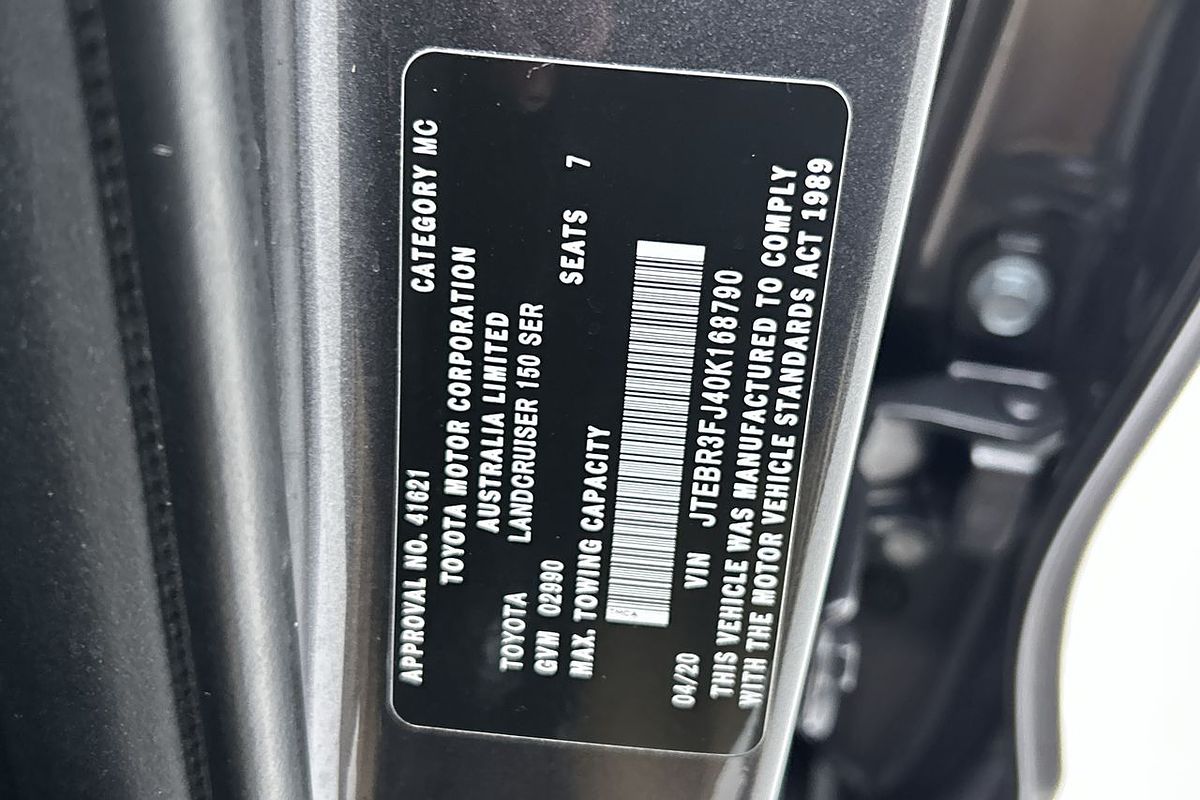 APPROVAL NO. 41621 CATEGORY MC
TOYOTA MOTOR CORPORATION
AUSTRALIA LIMITED
TOYOTA LANDCRUISER 150 SER
GVM 02990 SEATS 7
MAX. TOWING CAPACITY
TMCA
04/20 VIN JTEBR3FJ40K168790
THIS VEHICLE WAS MANUFACTURED TO COMPLY
WITH THE MOTOR VEHICLE STANDARDS ACT 1989